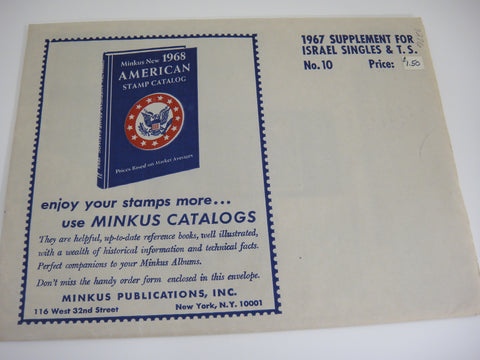 1967 SUPPLEMENT FOR
ISRAEL SINGLES & T.S.
No.10 Price: 1.50
Minkus New 1968
AMERICAN
STAMP CATALOG
Prices Based on Market Averages
enjoy your stamps more...
use MINKUS CATALOGS
They are helpful, up-to-date reference books, well illustrated,
with a wealth of historical information and technical facts.
Perfect companions to your Minkus Albums.
Don't miss the handy order form enclosed in this envelope.
MINKUS PUBLICATIONS, INC.
116 West 32nd Street New York, N.Y. 10001